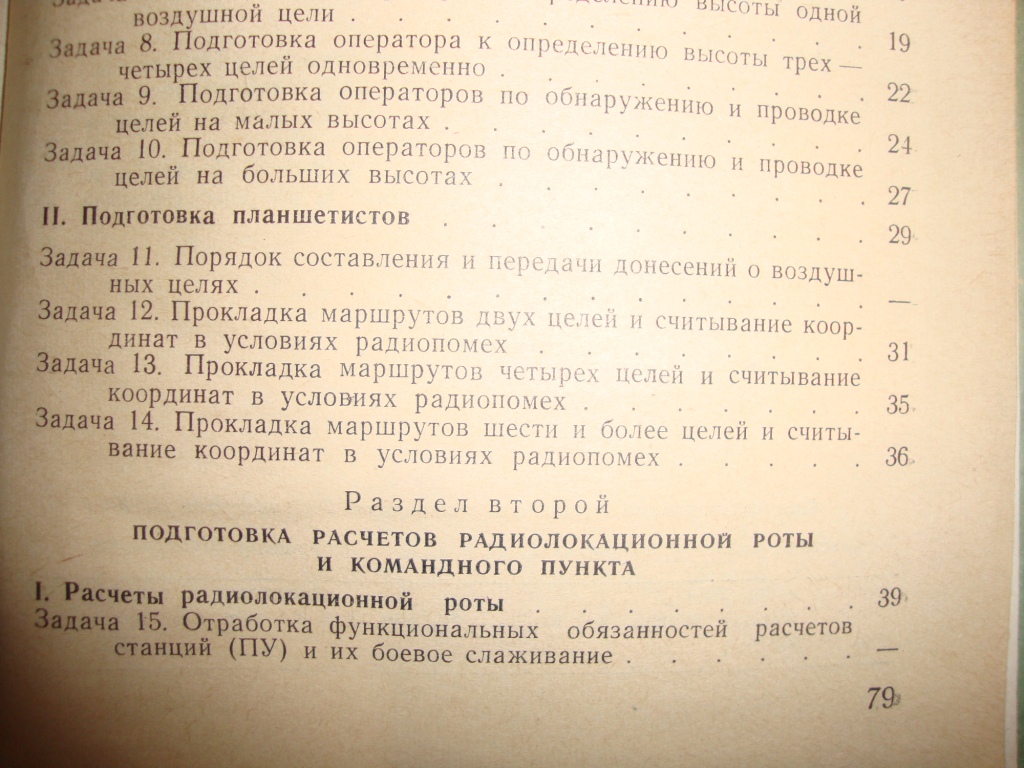 определению высоты одной
воздушной цели . . . . . . . . . . 19
Задача 8. Подготовка оператора к определению высоты трех —
четырех целей одновременно . . . . . . . 22
Задача 9. Подготовка операторов по обнаружению и проводке
целей на малых высотах . . . . . . . . 24
Задача 10. Подготовка операторов по обнаружению и проводке
целей на больших высотах . . . . . . . 27
II. Подготовка планшетистов . . . . . . . . 29
Задача 11. Порядок составления и передачи донесений о воздуш-
ных целях . . . . . . . . . . . . —
Задача 12. Прокладка маршрутов двух целей и считывание коор-
динат в условиях радиопомех . . . . . . 31
Задача 13. Прокладка маршрутов четырех целей и считывание
координат в условиях радиопомех . . . . . . 35
Задача 14. Прокладка маршрутов шести и более целей и считы-
вание координат в условиях радиопомех . . . . . 36
Раздел второй
ПОДГОТОВКА РАСЧЕТОВ РАДИОЛОКАЦИОННОЙ РОТЫ
И КОМАНДНОГО ПУНКТА
I. Расчеты радиолокационной роты . . . . . . . 39
Задача 15. Отработка функциональных обязанностей расчетов
станций (ПУ) и их боевое слаживание . . . . . . —
79